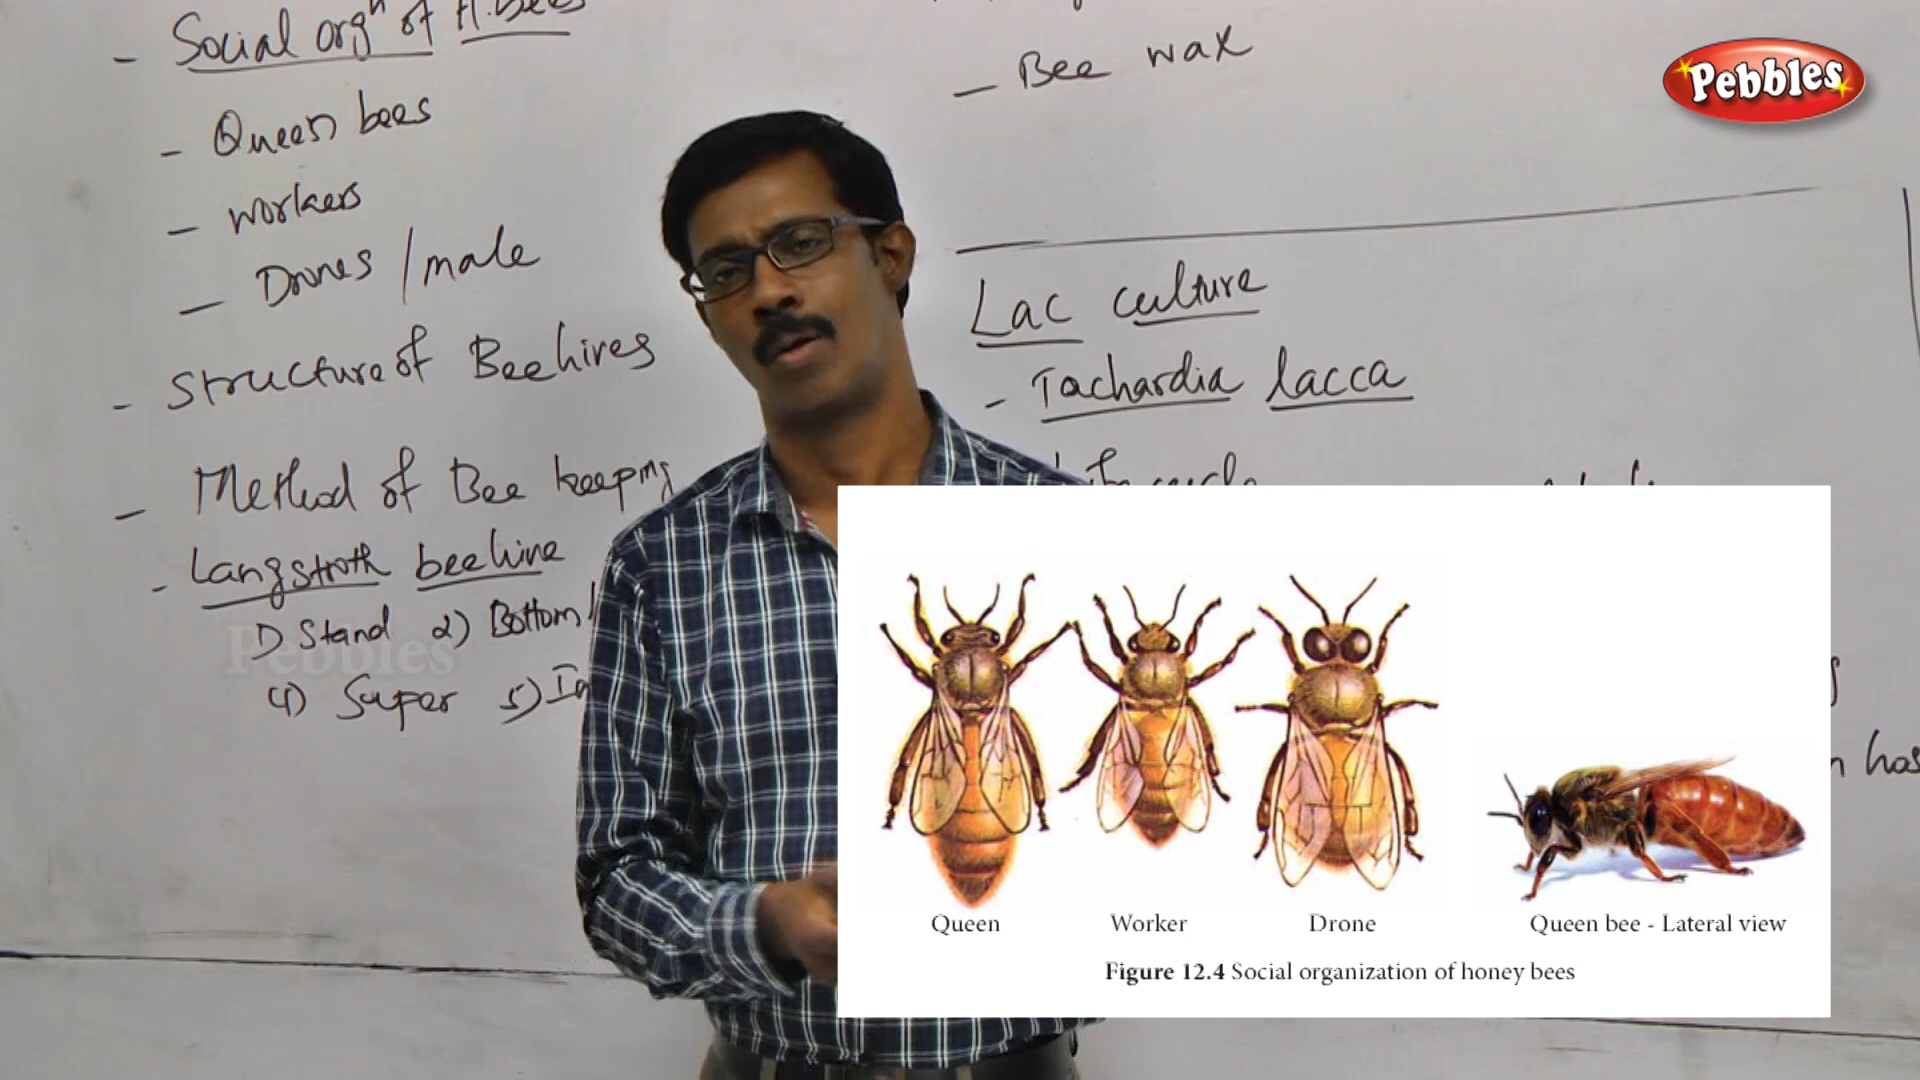 - Social orgⁿ of H.bees
- Queen bees
- Workers
- Drones / male
- Structure of Beehives
- Method of Bee keeping
- Langstroth beehive
1) Stand 2) Bottom
4) Super 5)
Pebbles
- Bee wax
Pebbles
Lac culture
- Tachardia lacca
has
Queen Worker Drone Queen bee - Lateral view
Figure 12.4 Social organization of honey bees